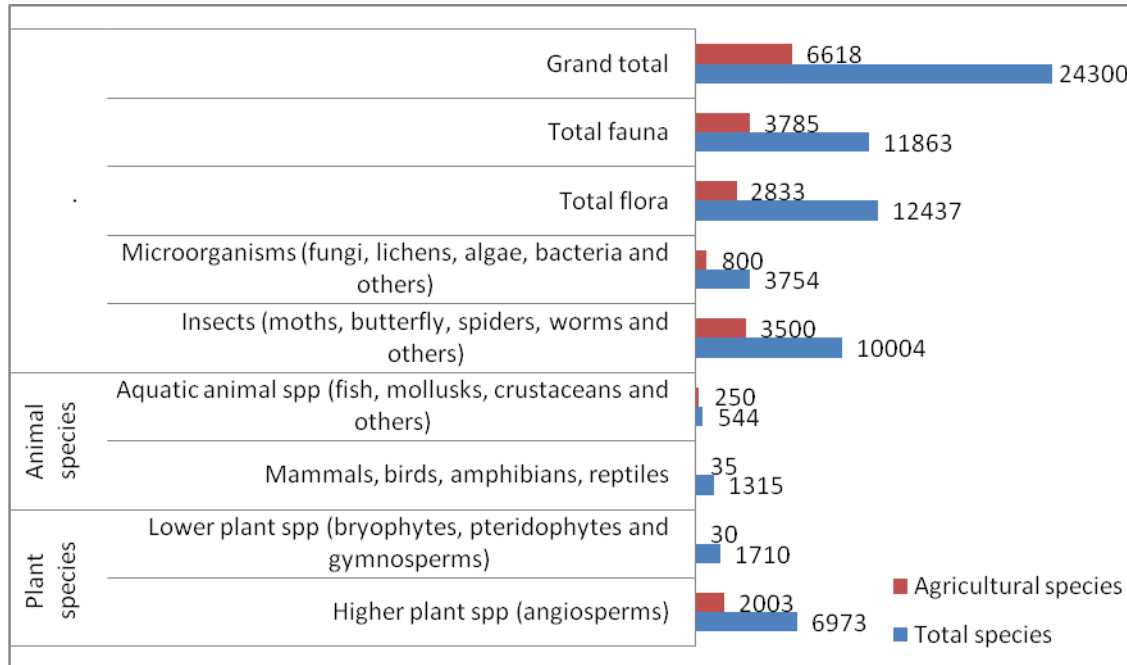 Grand total
6618
24300
Total fauna
3785
11863
Total flora
2833
12437
Microorganisms (fungi, lichens, algae, bacteria and
others)
800
3754
Insects (moths, butterfly, spiders, worms and
others)
3500
10004
Animal
species
Aquatic animal spp (fish, mollusks, crustaceans and
others)
250
544
Mammals, birds, amphibians, reptiles
35
1315
Plant
species
Lower plant spp (bryophytes, pteridophytes and
gymnosperms)
30
1710
Higher plant spp (angiosperms)
2003
6973
Agricultural species
Total species